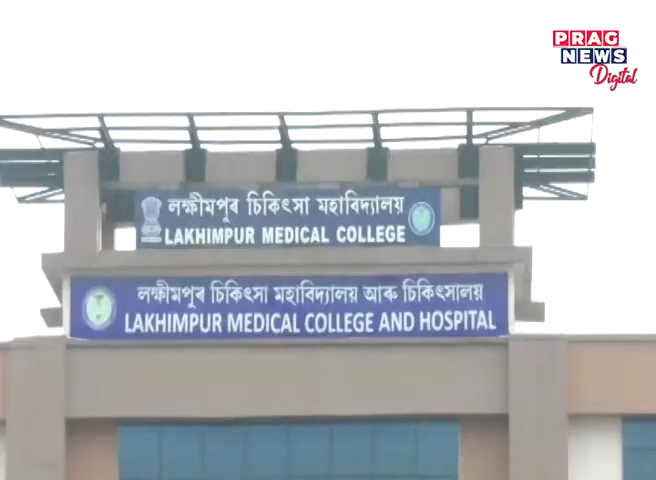 PRAG
NEWS
Digital
লক্ষীমপুৰ চিকিৎসা মহাবিদ্যালয়
LAKHIMPUR MEDICAL COLLEGE
লক্ষীমপুৰ চিকিৎসা মহাবিদ্যালয় আৰু চিকিৎসালয়
LAKHIMPUR MEDICAL COLLEGE AND HOSPITAL